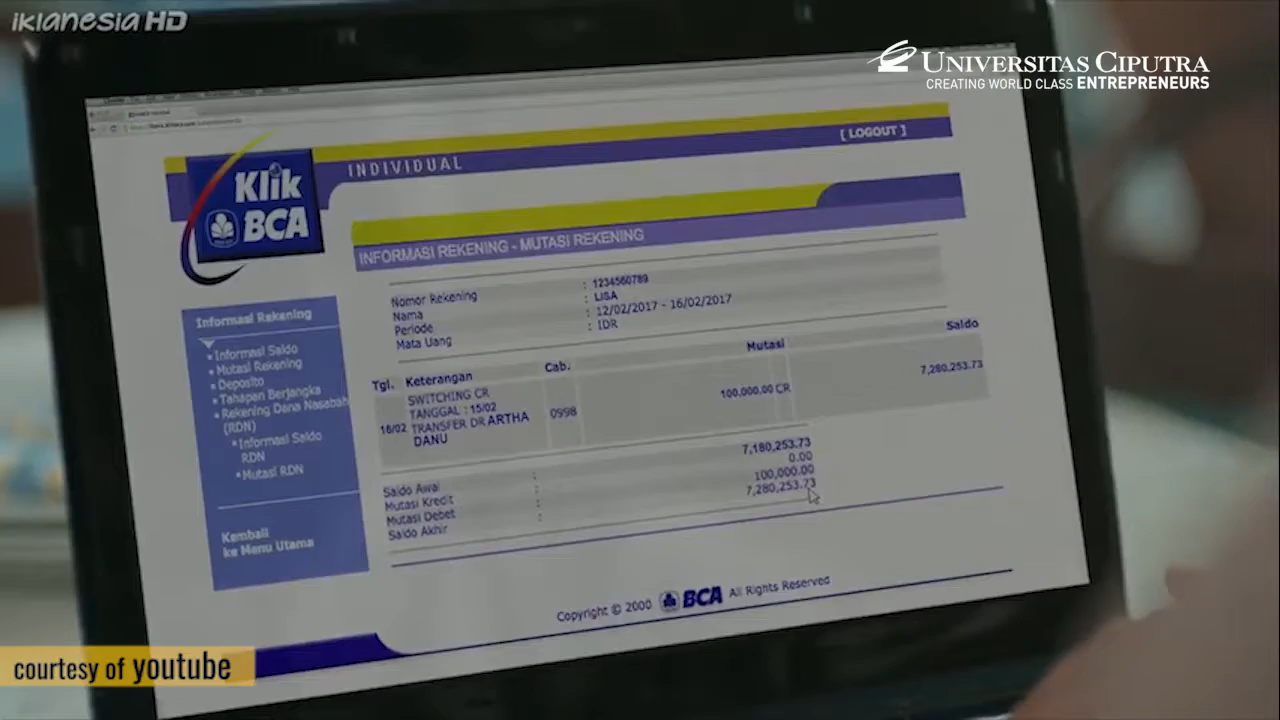 iklanesia HD
UNIVERSITAS CIPUTRA
CREATING WORLD CLASS ENTREPRENEURS
[ LOGOUT ]
INDIVIDUAL
Klik
BCA
INFORMASI REKENING - MUTASI REKENING
Nomor Rekening : 1234560789
Nama : LISA
Periode : 12/02/2017 - 16/02/2017
Mata Uang : IDR
Informasi Rekening
Informasi Saldo
Mutasi Rekening
Deposito
Tahapan Berjangka
Rekening Dana Nasabah
(RDN)
Informasi Saldo
RDN
Mutasi RDN
Kembali
ke Menu Utama
Tgl. Keterangan Cab. Mutasi Saldo
SWITCHING CR
TANGGAL : 15/02
16/02 TRANSFER DR ARTHA 0998 100,000.00 CR 7,280,253.73
DANU
Saldo Awal : 7,180,253.73
Mutasi Kredit : 0.00
Mutasi Debet : 100,000.00
Saldo Akhir : 7,280,253.73
Copyright © 2000 BCA All Rights Reserved
courtesy of youtube